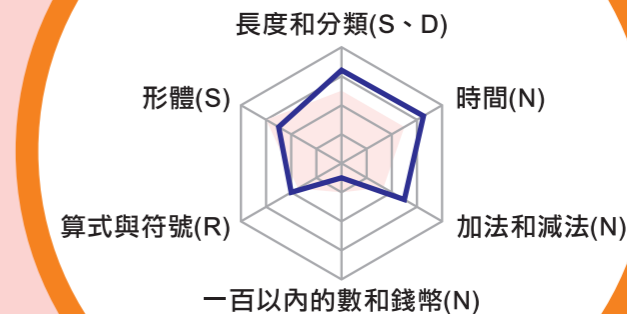 長度和分類(S、D)
形體(S)
時間(N)
算式與符號(R)
加法和減法(N)
一百以內的數和錢幣(N)